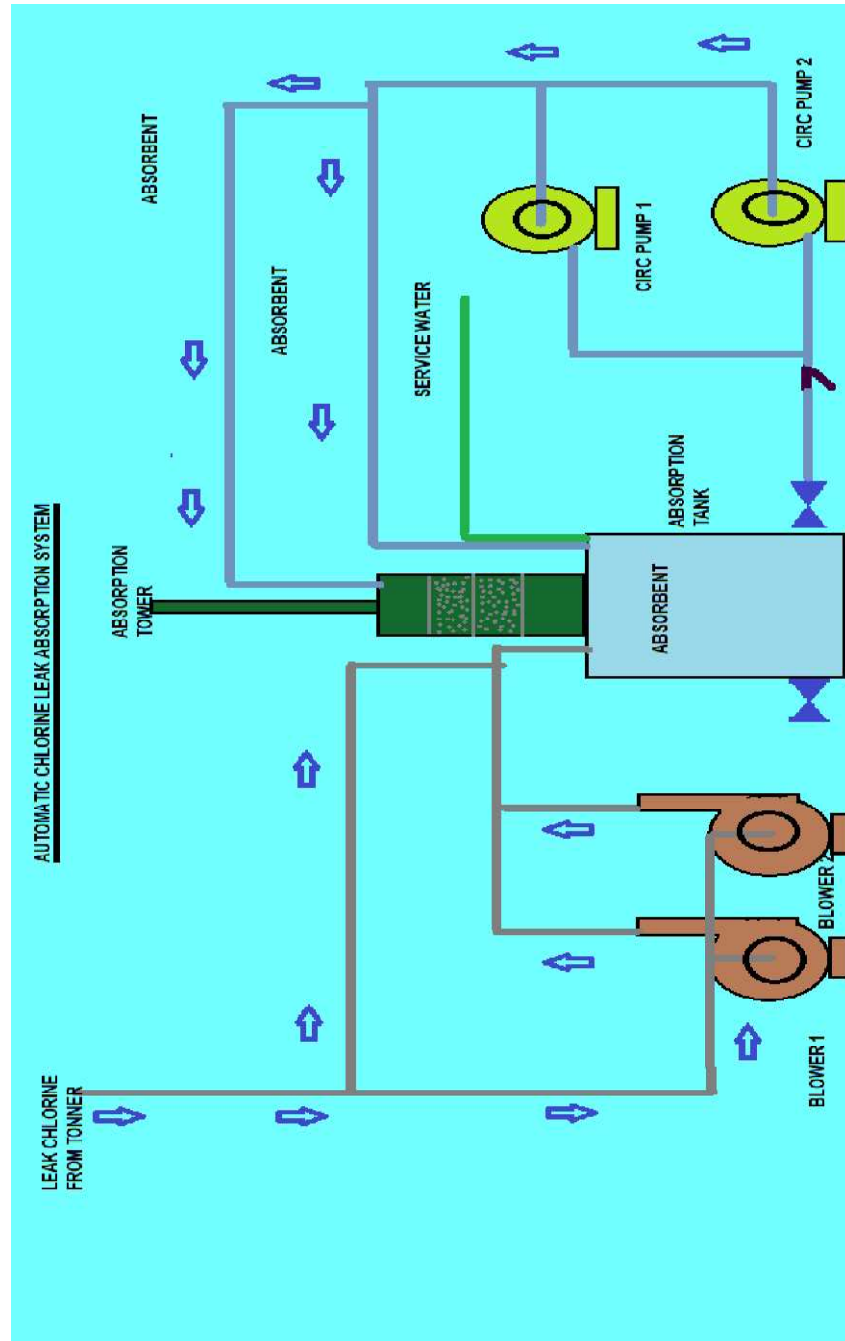 AUTOMATIC CHLORINE LEAK ABSORPTION SYSTEM
LEAK CHLORINE
FROM TONNER
ABSORPTION
TOWER
ABSORBENT
ABSORBENT
SERVICE WATER
CIRC PUMP 1
CIRC PUMP 2
ABSORPTION
TANK
ABSORBENT
BLOWER 1
BLOWER 2